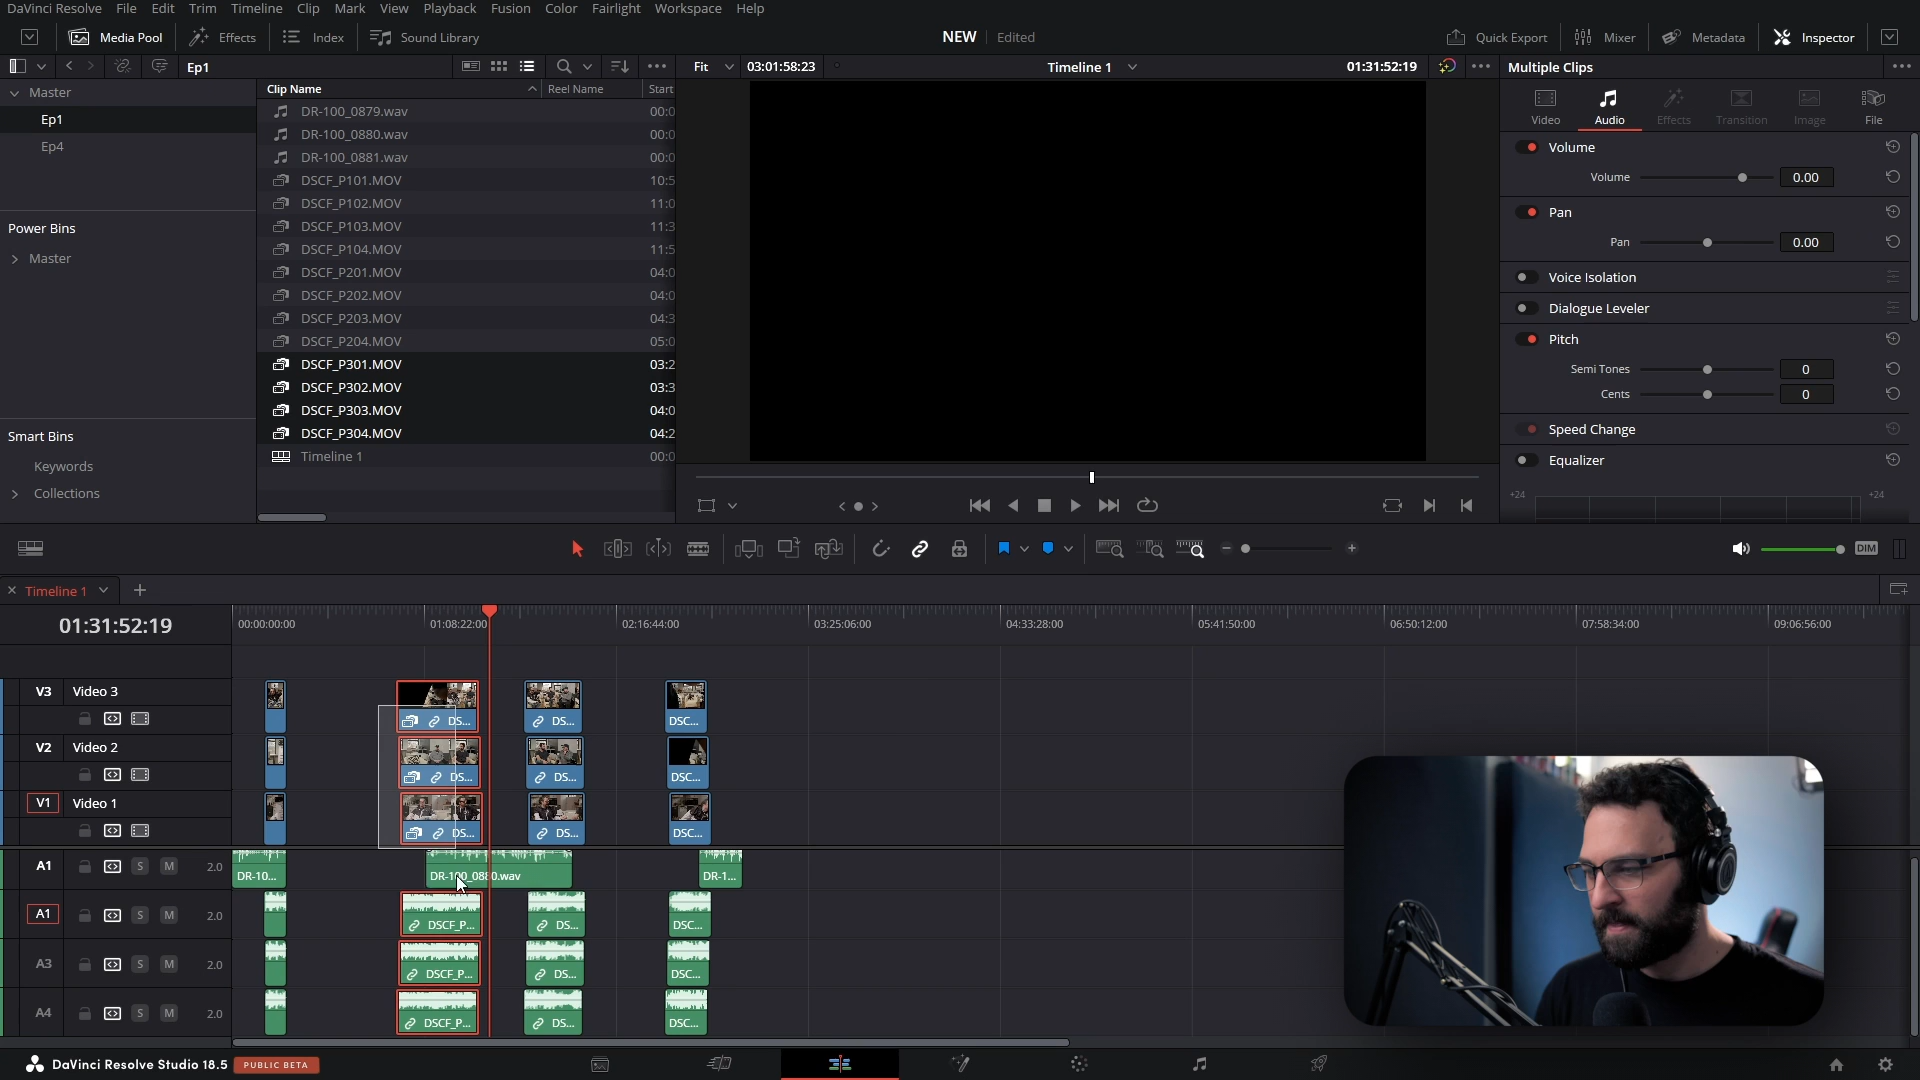 DaVinci Resolve File Edit Trim Timeline Clip Mark View Playback Fusion Color Fairlight Workspace Help
Media Pool Effects Index Sound Library NEW Edited Quick Export Mixer Metadata Inspector
Ep1 Fit 03:01:58:23 Timeline 1 01:31:52:19 Multiple Clips
Master
Ep1
Ep4
Power Bins
Master
Smart Bins
Keywords
Collections
Clip Name Reel Name Start
DR-100_0879.wav 00:0
DR-100_0880.wav 00:0
DR-100_0881.wav 00:0
DSCF_P101.MOV 10:5
DSCF_P102.MOV 11:0
DSCF_P103.MOV 11:3
DSCF_P104.MOV 11:5
DSCF_P201.MOV 04:0
DSCF_P202.MOV 04:0
DSCF_P203.MOV 04:3
DSCF_P204.MOV 05:0
DSCF_P301.MOV 03:2
DSCF_P302.MOV 03:3
DSCF_P303.MOV 04:0
DSCF_P304.MOV 04:2
Timeline 1 00:0
Video Audio Effects Transition Image File
Volume
Volume 0.00
Pan
Pan 0.00
Voice Isolation
Dialogue Leveler
Pitch
Semi Tones 0
Cents 0
Speed Change
Equalizer
+24 +24
DIM
Timeline 1
01:31:52:19 00:00:00:00 01:08:22:00 02:16:44:00 03:25:06:00 04:33:28:00 05:41:50:00 06:50:12:00 07:58:34:00 09:06:56:00
V3 Video 3
DS... DS... DSC...
V2 Video 2
DS... DS... DSC...
V1 Video 1
DS... DS... DSC...
A1 S M 2.0 DR-10... DR-100_0880.wav DR-1...
A1 S M 2.0 DSCF_P... DS... DSC...
A3 S M 2.0 DSCF_P... DS... DSC...
A4 S M 2.0 DSCF_P... DS... DSC...
DaVinci Resolve Studio 18.5 PUBLIC BETA